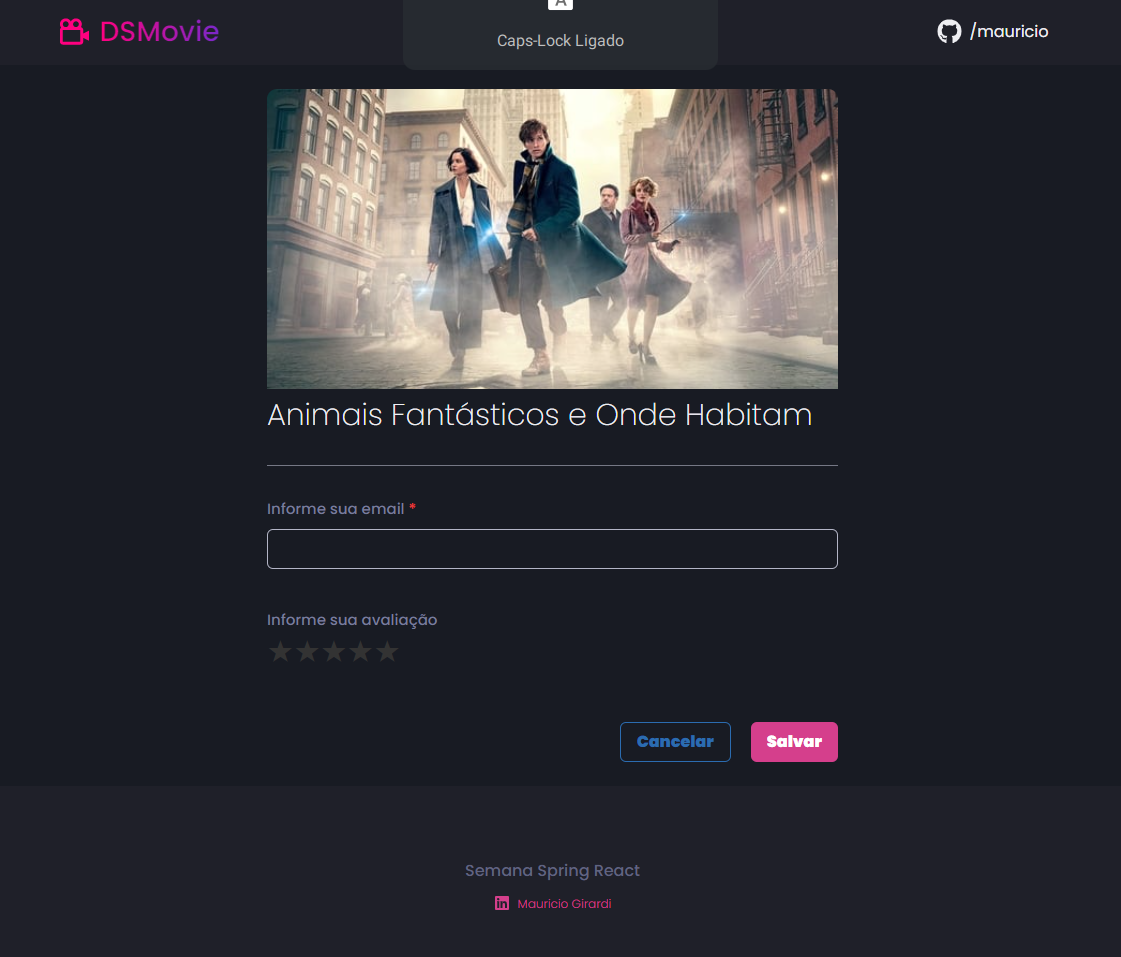 DSMovie
A
Caps-Lock Ligado
/mauricio
Animais Fantásticos e Onde Habitam
Informe sua email *
Informe sua avaliação
Cancelar
Salvar
Semana Spring React
in Mauricio Girardi